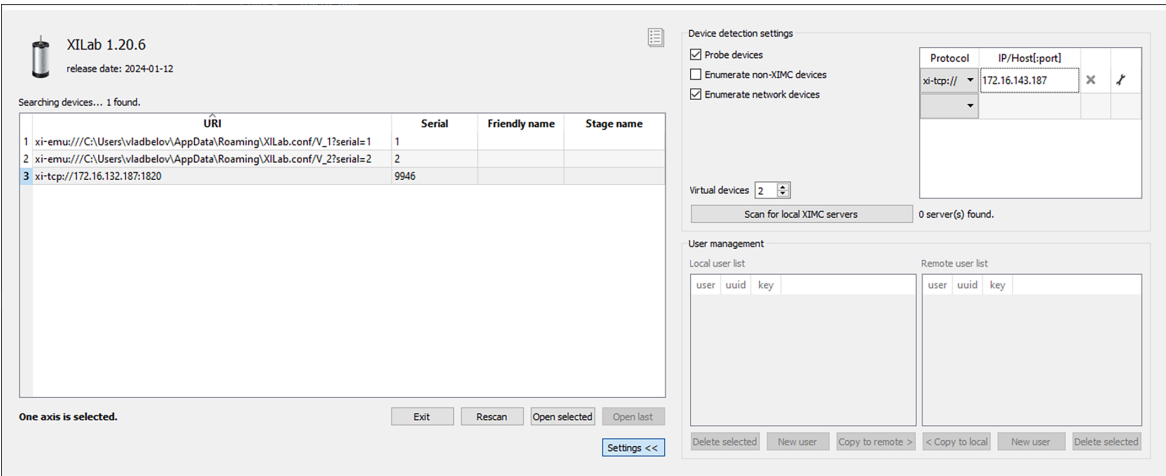 XILab 1.20.6
release date: 2024-01-12
Searching devices... 1 found.
URI Serial Friendly name Stage name
1 xi-emu:///C:\Users\vladbelov\AppData\Roaming\XILab.conf/V_1?serial=1 1
2 xi-emu:///C:\Users\vladbelov\AppData\Roaming\XILab.conf/V_2?serial=2 2
3 xi-tcp://172.16.132.187:1820 9946
One axis is selected.
Exit Rescan Open selected Open last
Settings <<
Device detection settings
Probe devices
Enumerate non-XIMC devices
Enumerate network devices
Protocol IP/Host[:port]
xi-tcp:// 172.16.143.187
Virtual devices 2
Scan for local XIMC servers 0 server(s) found.
User management
Local user list Remote user list
user uuid key user uuid key
Delete selected New user Copy to remote > < Copy to local New user Delete selected